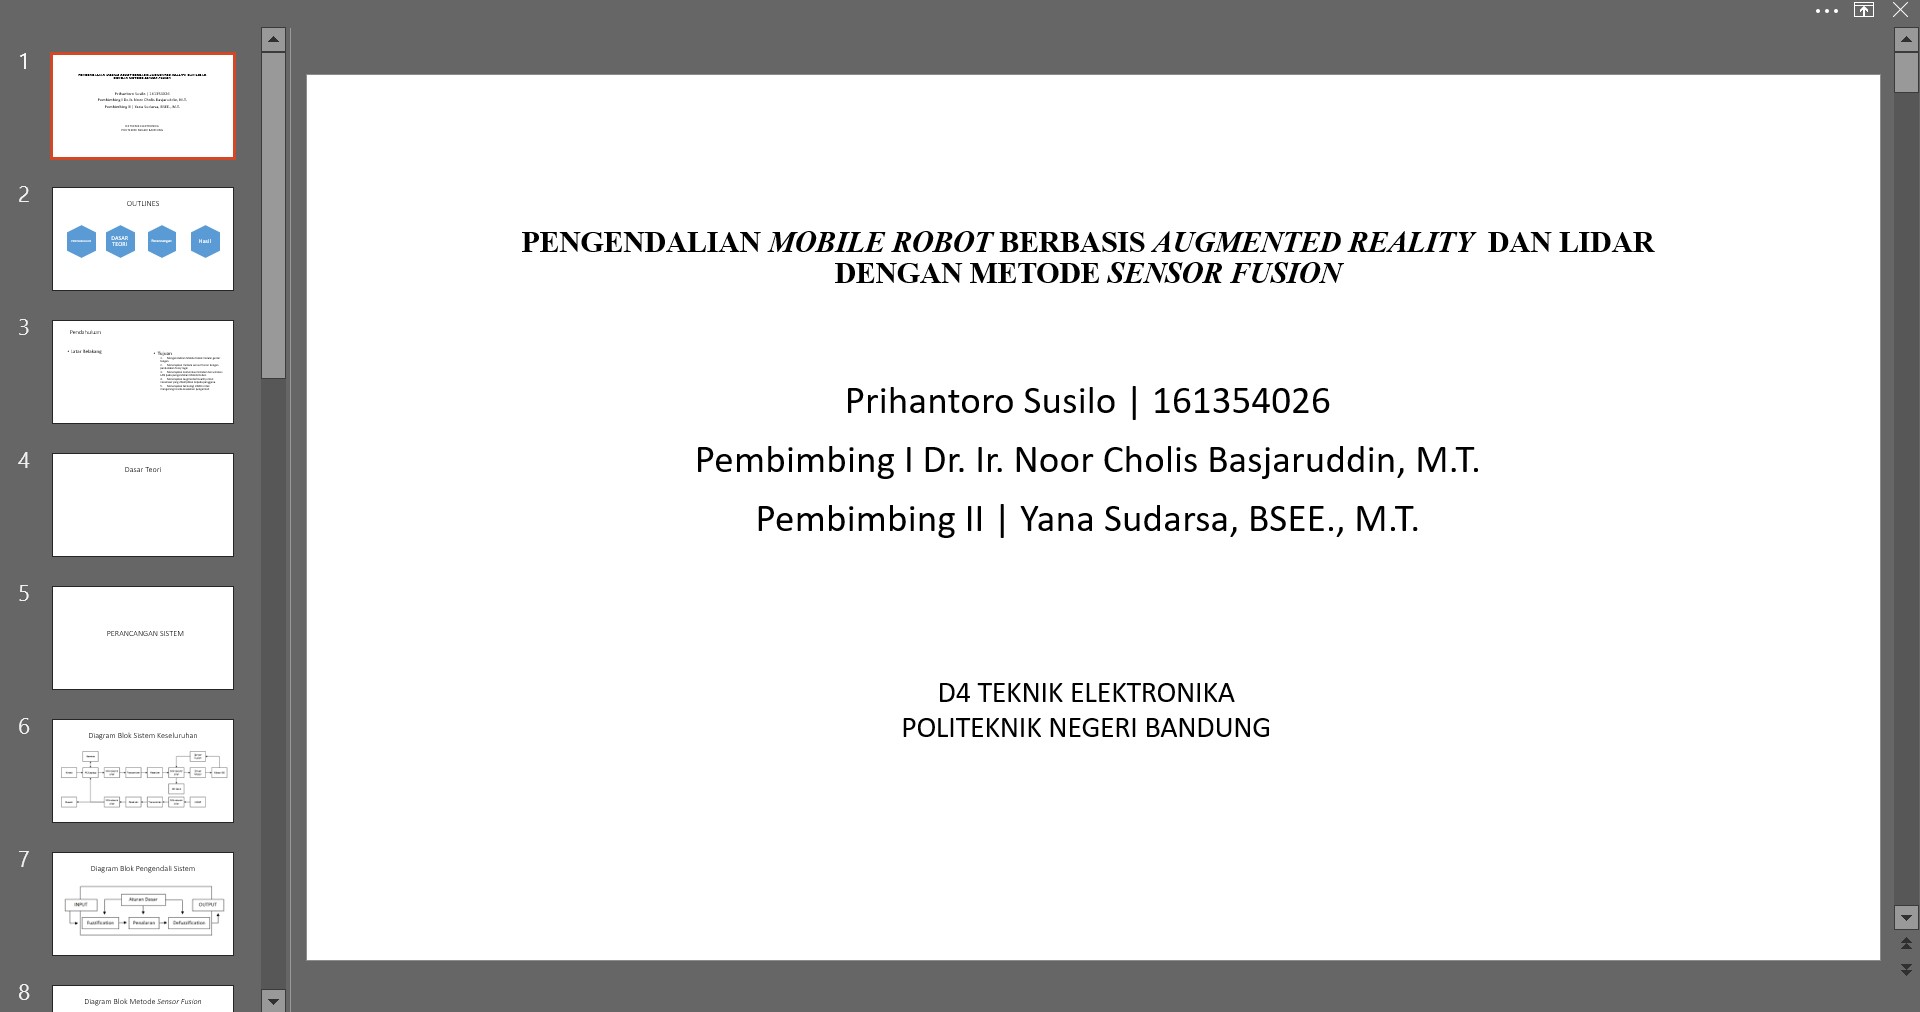 1
2
OUTLINES
DASAR
TEORI
Hasil
3
Pendahuluan
• Latar Belakang
• Tujuan
4
Dasar Teori
5
PERANCANGAN SISTEM
6
Diagram Blok Sistem Keseluruhan
7
Diagram Blok Pengendali Sistem
INPUT
Aturan Dasar
OUTPUT
Fuzzification
Penalaran
Defuzzification
8
Diagram Blok Metode Sensor Fusion
PENGENDALIAN MOBILE ROBOT BERBASIS AUGMENTED REALITY DAN LIDAR
DENGAN METODE SENSOR FUSION
Prihantoro Susilo | 161354026
Pembimbing I Dr. Ir. Noor Cholis Basjaruddin, M.T.
Pembimbing II | Yana Sudarsa, BSEE., M.T.
D4 TEKNIK ELEKTRONIKA
POLITEKNIK NEGERI BANDUNG